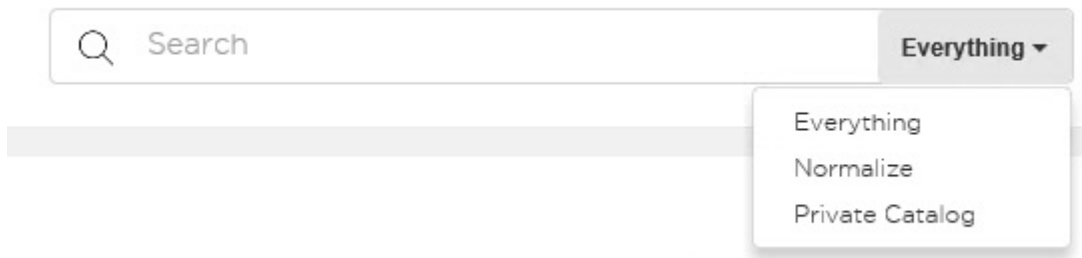 Search
Everything
Everything
Normalize
Private Catalog